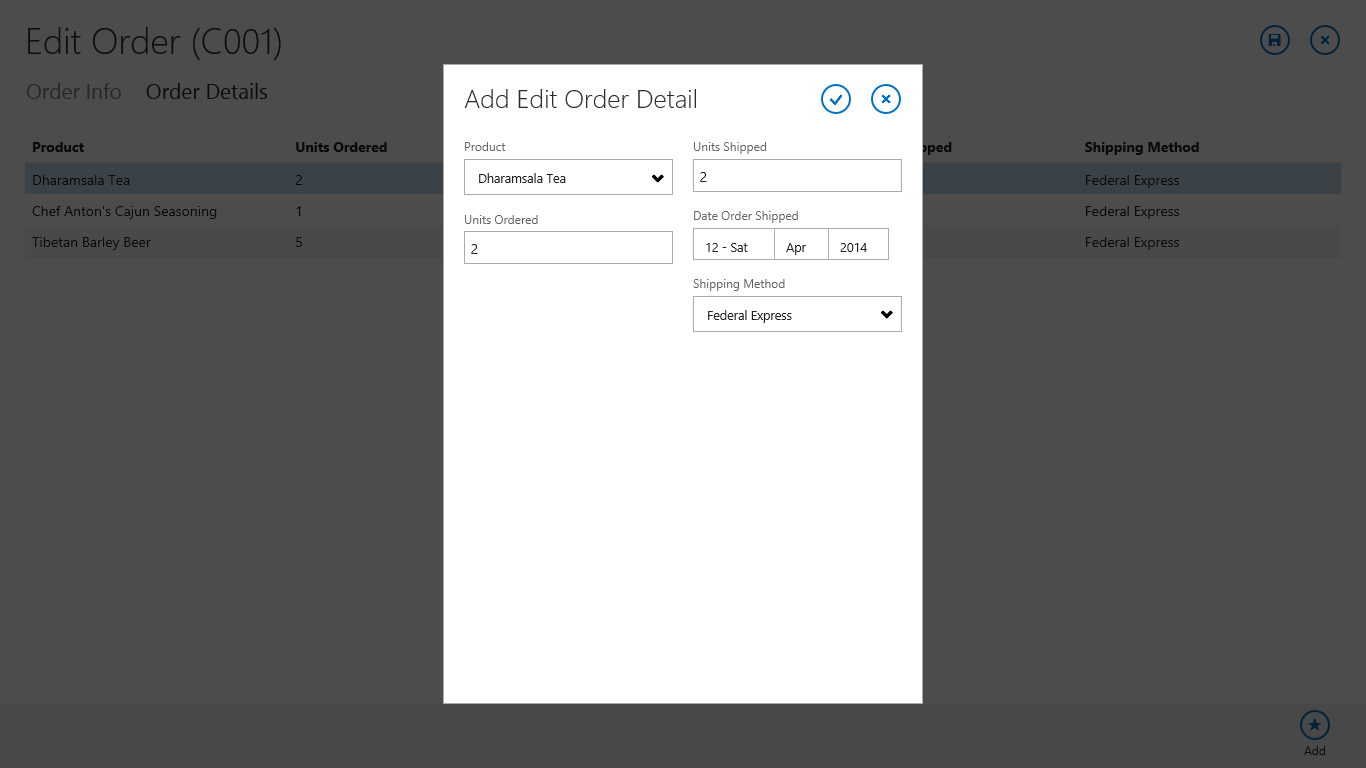 Edit Order (C001)
Order Info Order Details
Product Units Ordered pped Shipping Method
Dharamsala Tea 2 Federal Express
Chef Anton's Cajun Seasoning 1 Federal Express
Tibetan Barley Beer 5 Federal Express
Add Edit Order Detail
Product
Dharamsala Tea
Units Ordered
2
Units Shipped
2
Date Order Shipped
12 - Sat Apr 2014
Shipping Method
Federal Express
Add